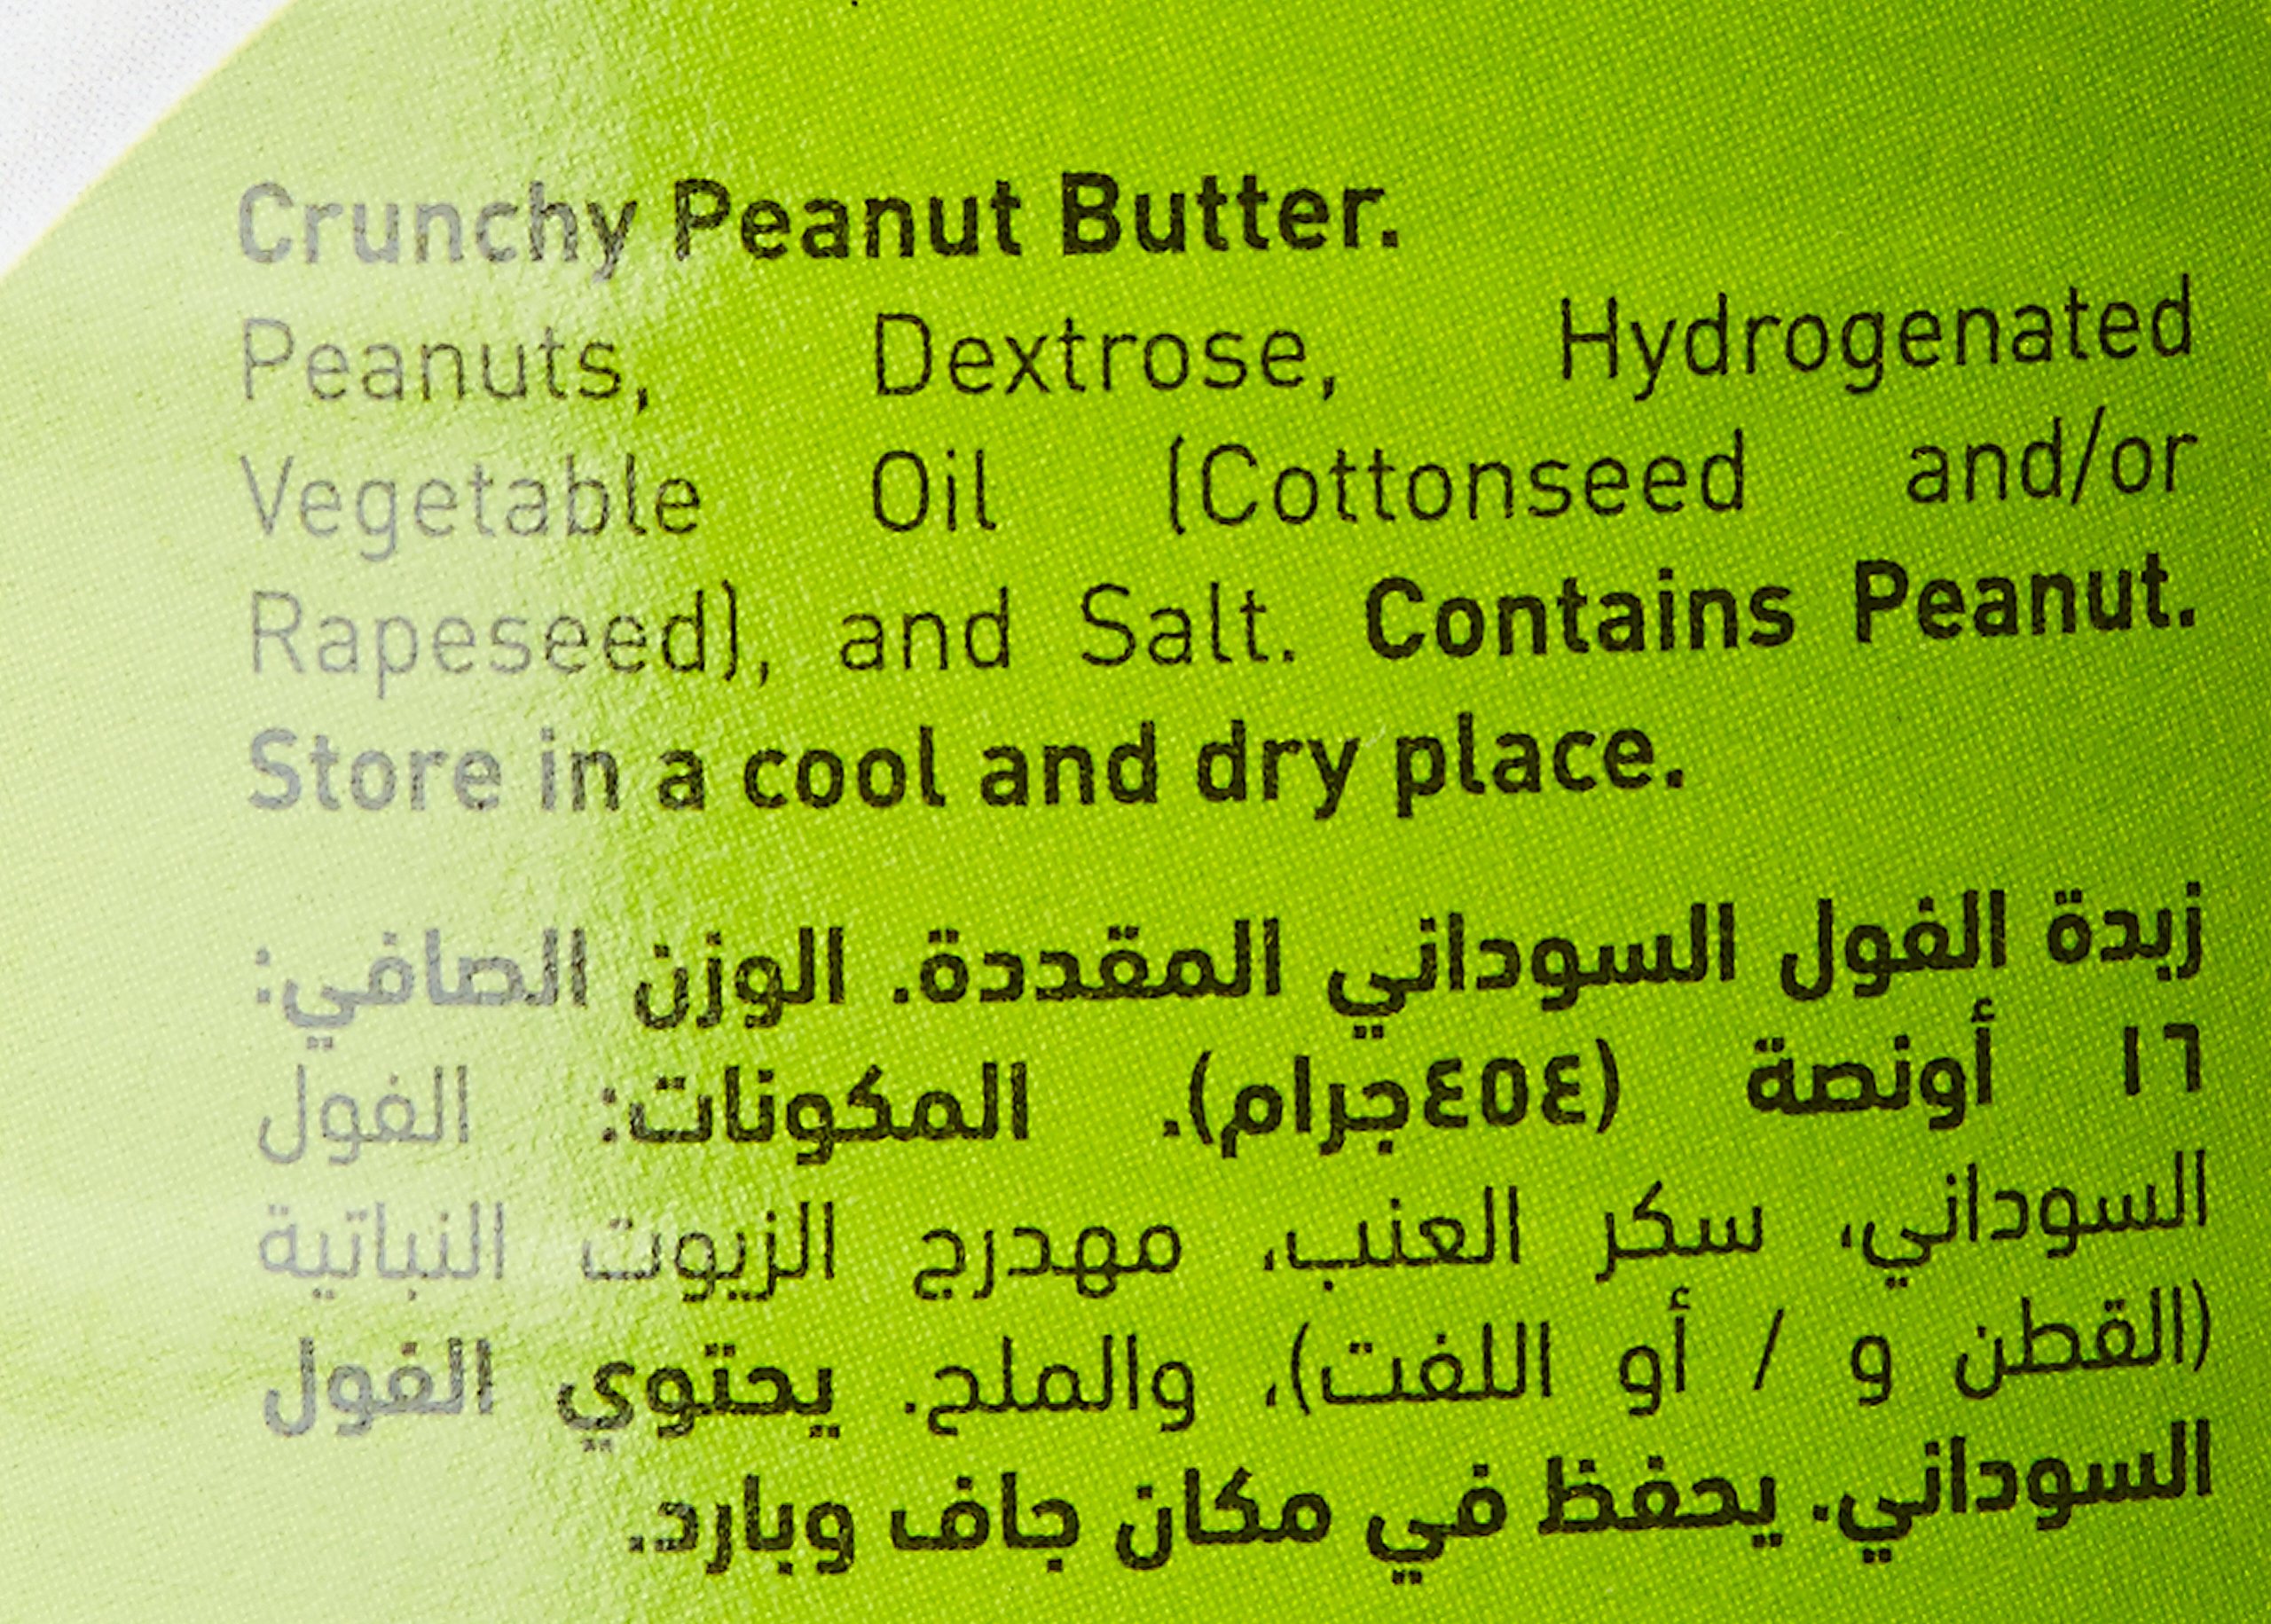 Crunchy Peanut Butter.
Peanuts, Dextrose, Hydrogenated
Vegetable Oil (Cottonseed and/or
Rapeseed), and Salt. Contains Peanut.
Store in a cool and dry place.
زبدة الفول السوداني المقددة. الوزن الصافي:
١٦ أونصة (٤٥٤جرام). المكونات: الفول
السوداني، سكر العنب، مهدرج الزيوت النباتية
(القطن و / أو اللفت)، والملح. يحتوي الفول
السوداني. يحفظ في مكان جاف وبارد.